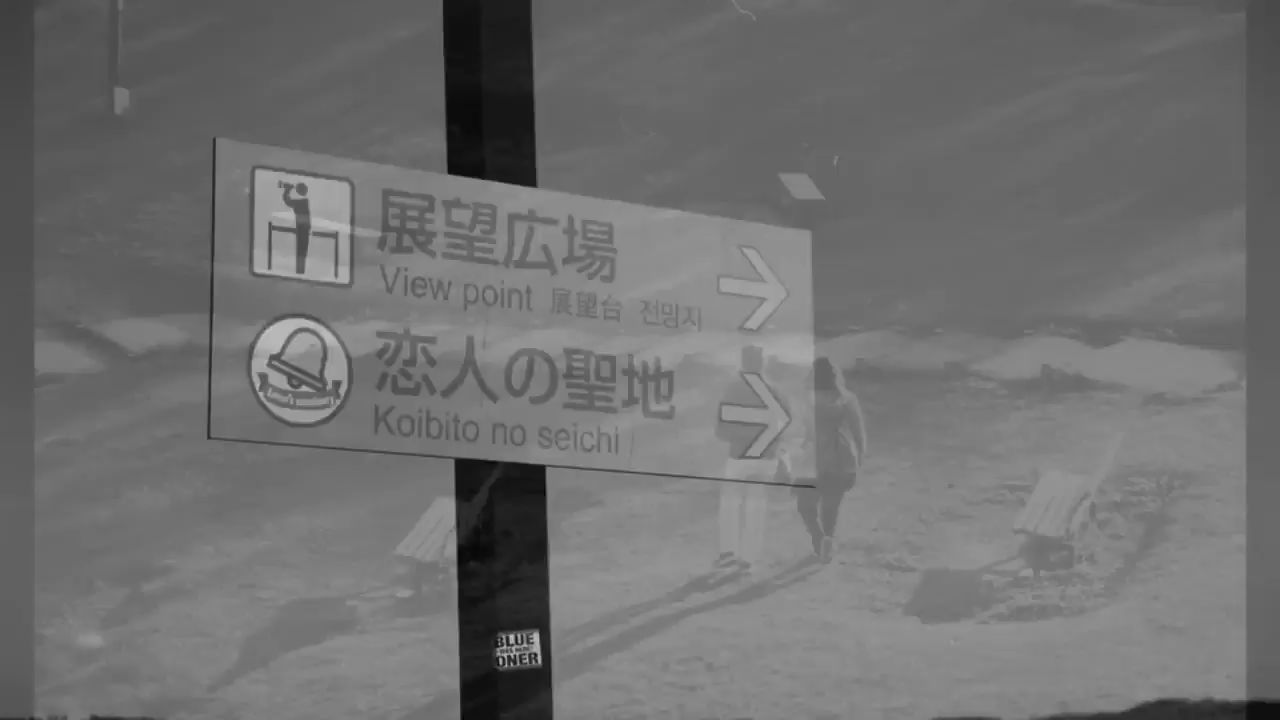 展望広場
View point 展望台 전망지
恋人の聖地
Koibito no seichi
BLUE
ONER